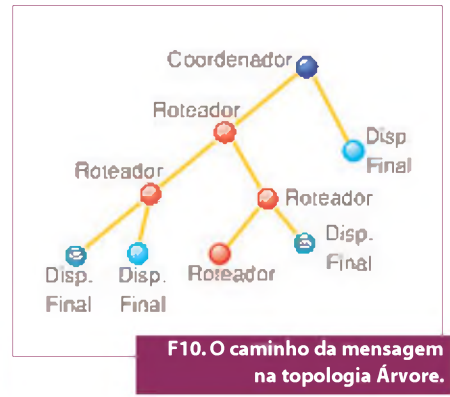 Coordenador
Roteador
Disp.
Final
Roteador
Roteador
Disp.
Final
Disp.
Final
Disp.
Final
Roteador
F10. O caminho da mensagem
na topologia Árvore.